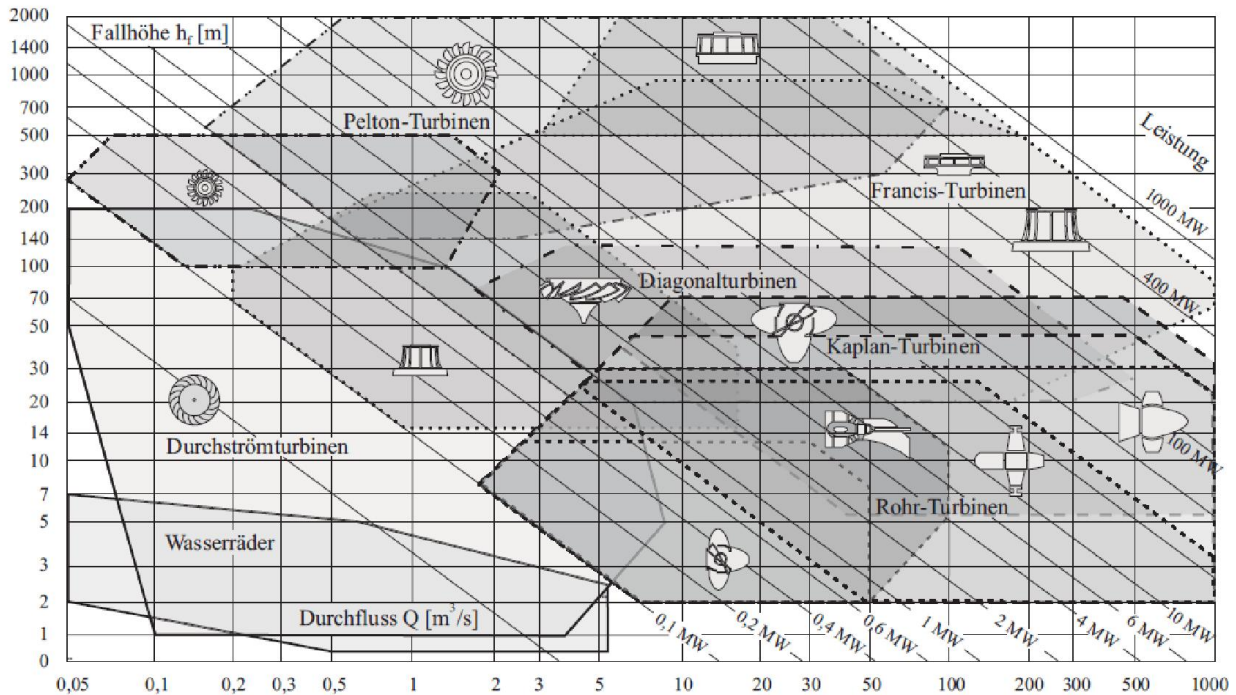 2000
Fallhöhe h_f [m]
1400
1000
700
Pelton-Turbinen
Leistung
500
300
Francis-Turbinen
200
1000 MW
140
100
Diagonalturbinen
400 MW
70
50
Kaplan-Turbinen
30
20
14
Durchströmturbinen
100 MW
10
7
Rohr-Turbinen
5
Wasserräder
3
2
Durchfluss Q [m³/s]
0,1 MW 0,2 MW 0,4 MW 0,6 MW 1 MW 2 MW 4 MW 6 MW 10 MW
1
0
0,05 0,1 0,2 0,3 0,5 1 2 3 5 10 20 30 50 100 200 300 500 1000